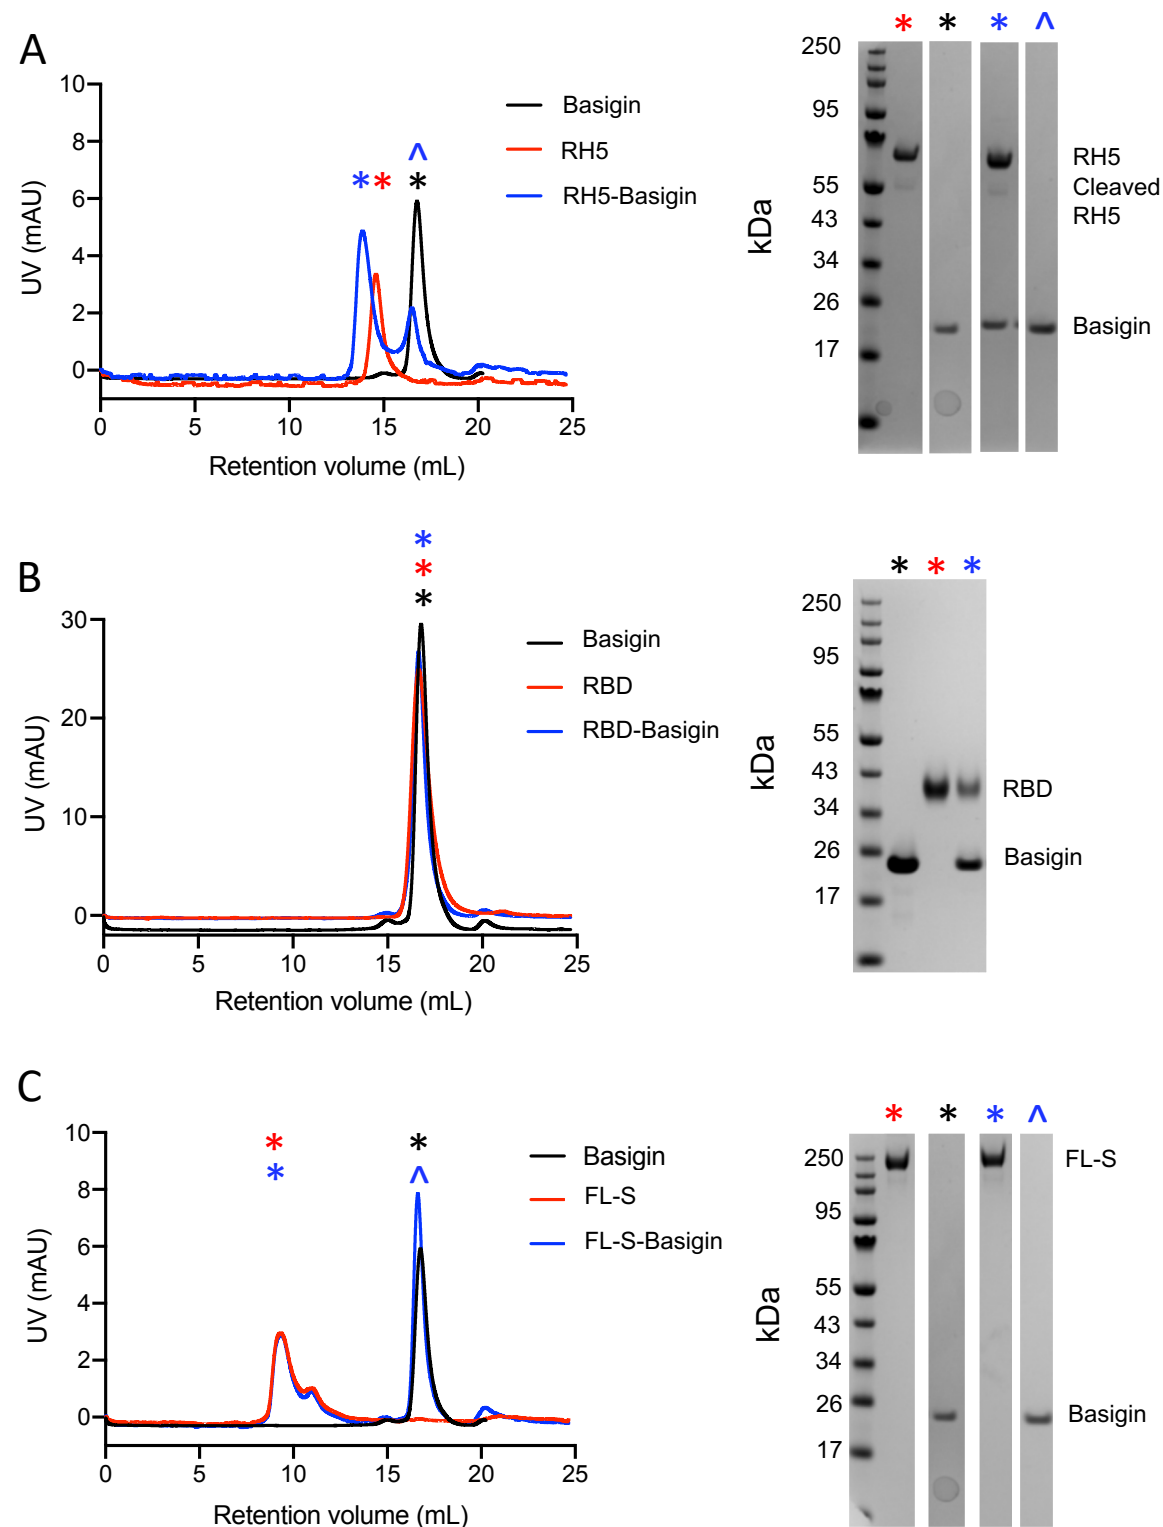 A
* * * ^
250
95
55
43
34
26
17
kDa
RH5
Cleaved
RH5
Basigin
10
8
6
4
2
0
UV (mAU)
^
* * *
Basigin
RH5
RH5-Basigin
0 5 10 15 20 25
Retention volume (mL)
B
*
*
*
30
20
10
0
UV (mAU)
Basigin
RBD
RBD-Basigin
0 5 10 15 20 25
Retention volume (mL)
* * *
250
95
55
43
34
26
17
kDa
RBD
Basigin
C
10
8
6
4
2
0
UV (mAU)
* *
* ^
Basigin
FL-S
FL-S-Basigin
0 5 10 15 20 25
Retention volume (mL)
* * * ^
250
95
55
43
34
26
17
kDa
FL-S
Basigin